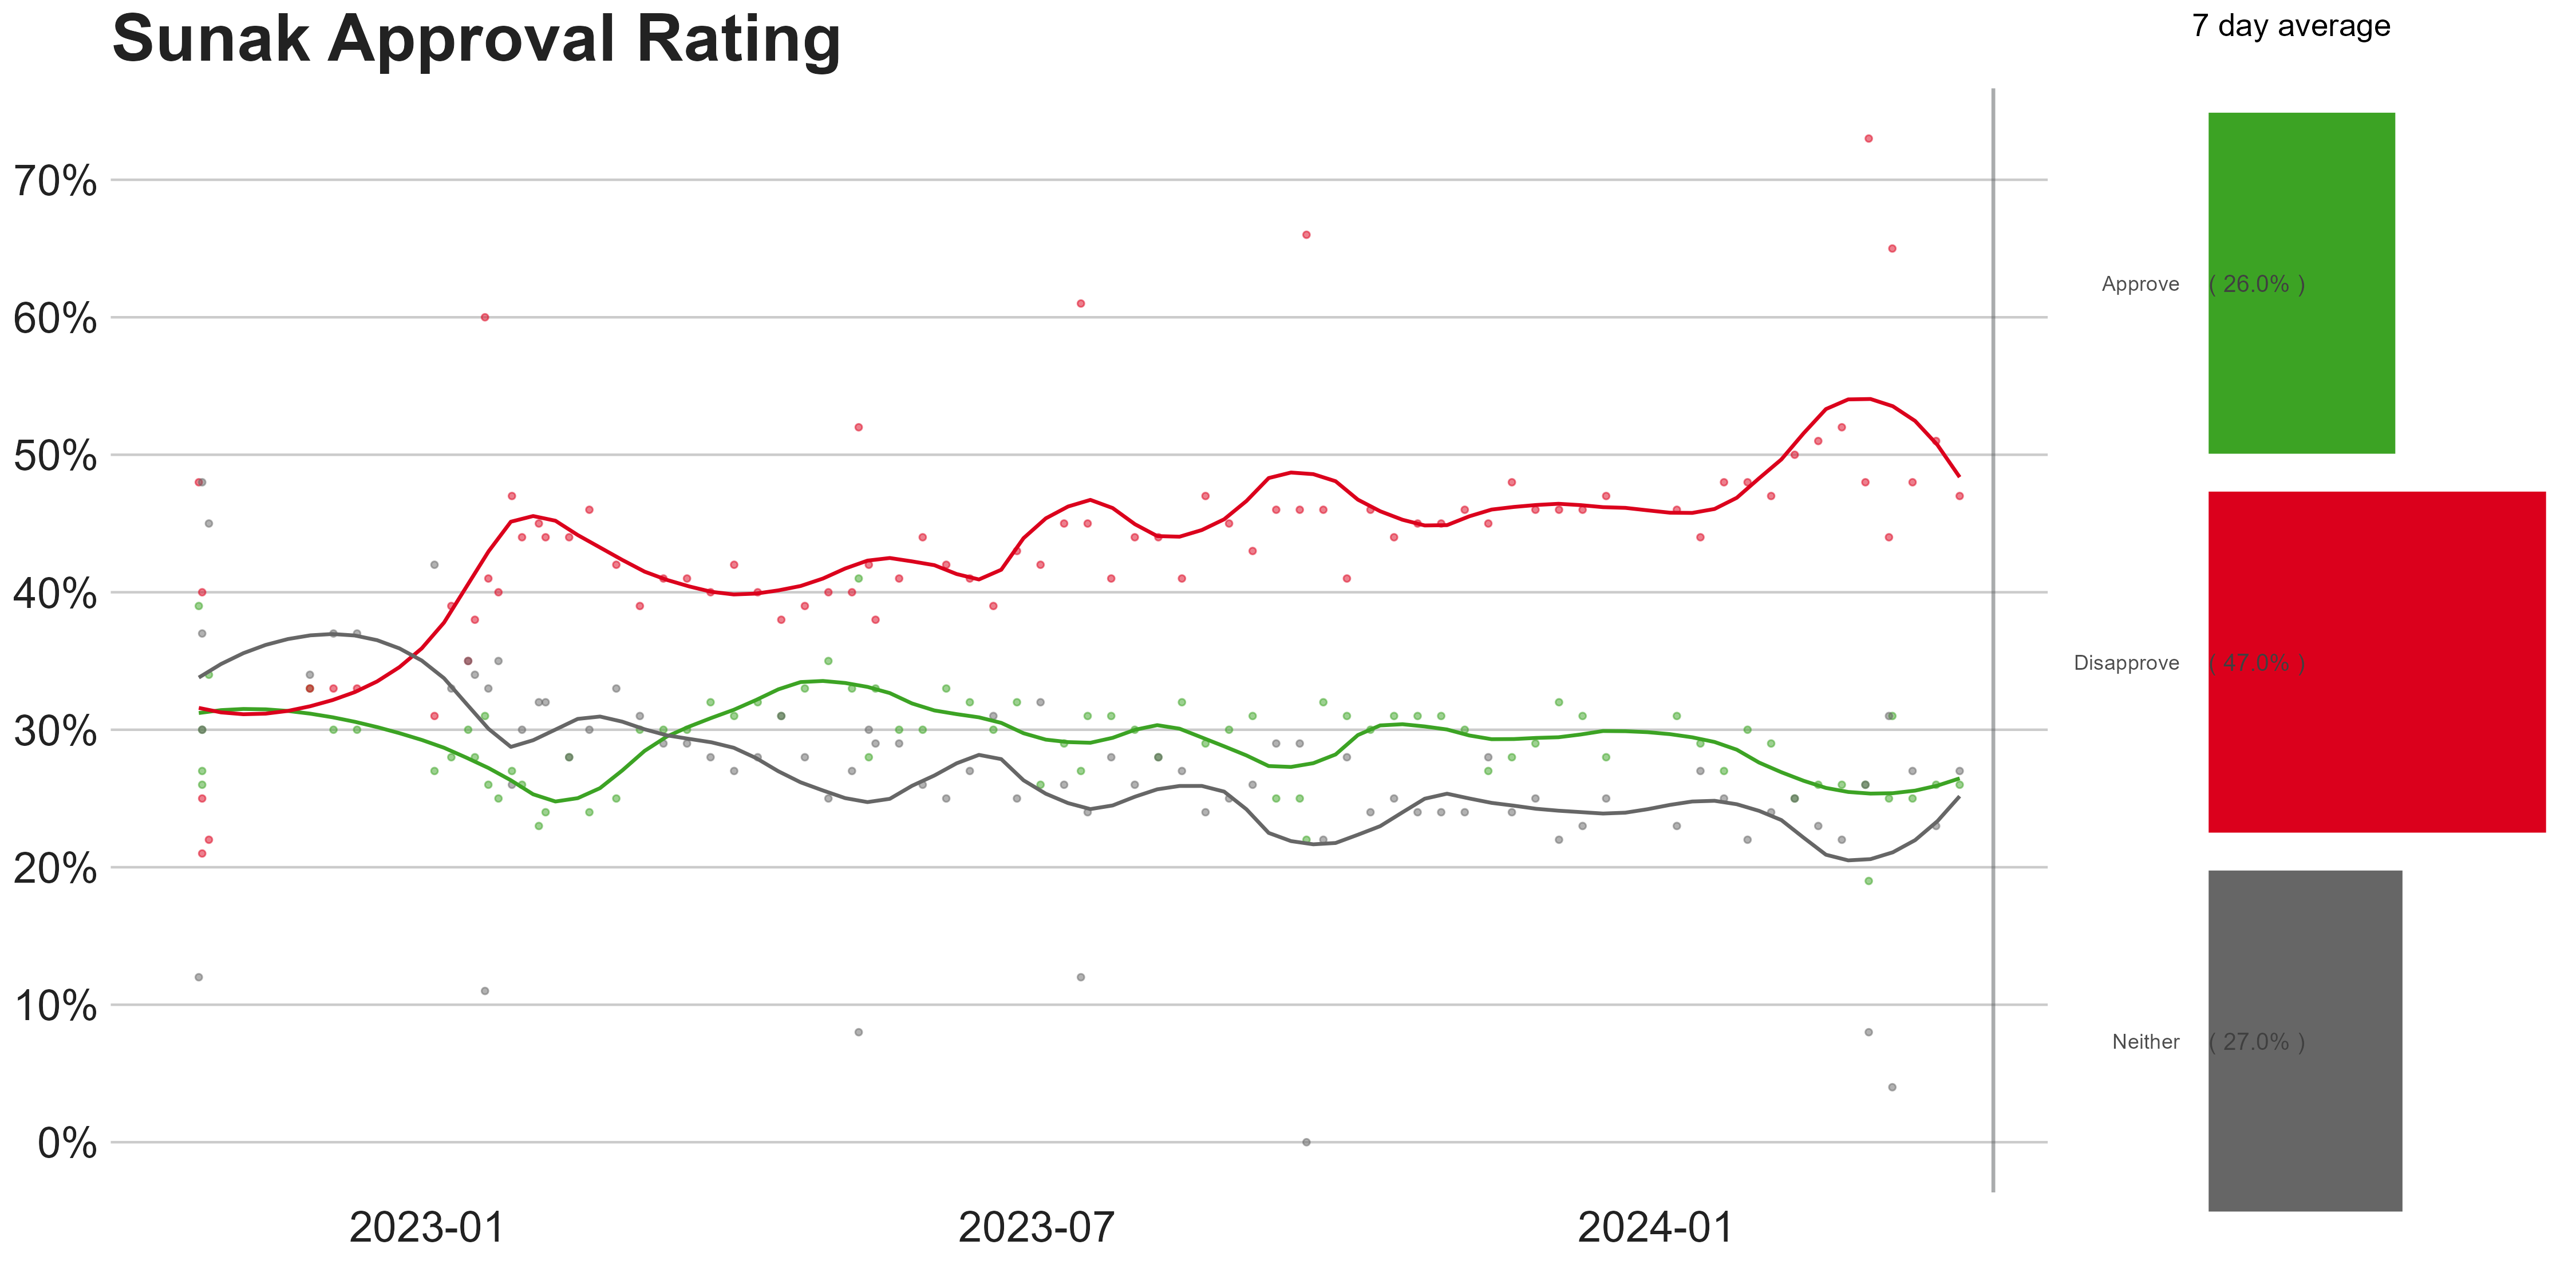 Sunak Approval Rating
7 day average
70%
60%
50%
40%
30%
20%
10%
0%
2023-01
2023-07
2024-01
Approve ( 26.0% )
Disapprove ( 47.0% )
Neither ( 27.0% )